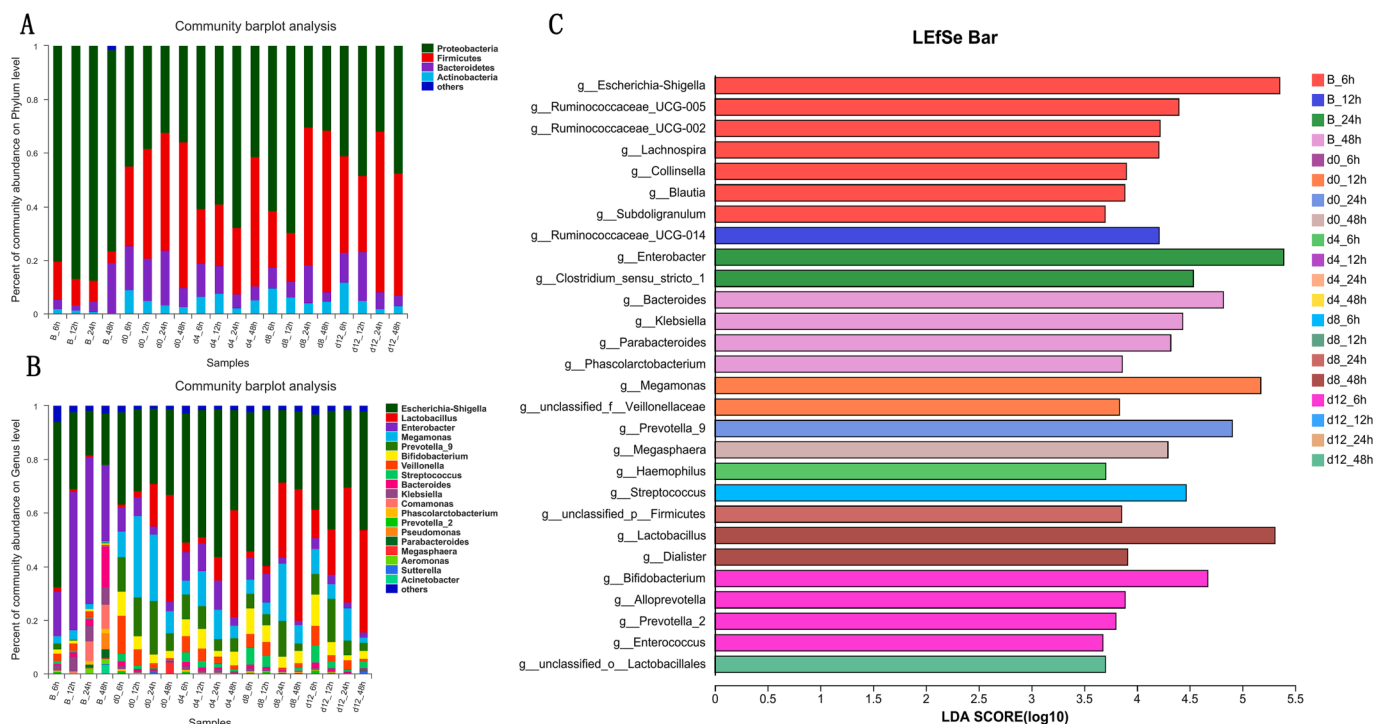 A
Community barplot analysis
Percent of community abundance on Phylum level
1
0.8
0.6
0.4
0.2
0
B_6h
B_12h
B_24h
B_48h
d0_6h
d0_12h
d0_24h
d0_48h
d4_6h
d4_12h
d4_24h
d4_48h
d8_6h
d8_12h
d8_24h
d8_48h
d12_6h
d12_12h
d12_24h
d12_48h
Samples
Proteobacteria
Firmicutes
Bacteroidetes
Actinobacteria
others
B
Community barplot analysis
Percent of community abundance on Genus level
1
0.8
0.6
0.4
0.2
0
B_6h
B_12h
B_24h
B_48h
d0_6h
d0_12h
d0_24h
d0_48h
d4_6h
d4_12h
d4_24h
d4_48h
d8_6h
d8_12h
d8_24h
d8_48h
d12_6h
d12_12h
d12_24h
d12_48h
Samples
Escherichia-Shigella
Lactobacillus
Enterobacter
Megamonas
Prevotella_9
Bifidobacterium
Veillonella
Streptococcus
Bacteroides
Klebsiella
Comamonas
Phascolarctobacterium
Prevotella_2
Pseudomonas
Parabacteroides
Megasphaera
Aeromonas
Sutterella
Acinetobacter
others
C
LEfSe Bar
g__Escherichia-Shigella
g__Ruminococcaceae_UCG-005
g__Ruminococcaceae_UCG-002
g__Lachnospira
g__Collinsella
g__Blautia
g__Subdoligranulum
g__Ruminococcaceae_UCG-014
g__Enterobacter
g__Clostridium_sensu_stricto_1
g__Bacteroides
g__Klebsiella
g__Parabacteroides
g__Phascolarctobacterium
g__Megamonas
g__unclassified_f__Veillonellaceae
g__Prevotella_9
g__Megasphaera
g__Haemophilus
g__Streptococcus
g__unclassified_p__Firmicutes
g__Lactobacillus
g__Dialister
g__Bifidobacterium
g__Alloprevotella
g__Prevotella_2
g__Enterococcus
g__unclassified_o__Lactobacillales
0 0.5 1 1.5 2 2.5 3 3.5 4 4.5 5 5.5
LDA SCORE(log10)
B_6h
B_12h
B_24h
B_48h
d0_6h
d0_12h
d0_24h
d0_48h
d4_6h
d4_12h
d4_24h
d4_48h
d8_6h
d8_12h
d8_24h
d8_48h
d12_6h
d12_12h
d12_24h
d12_48h